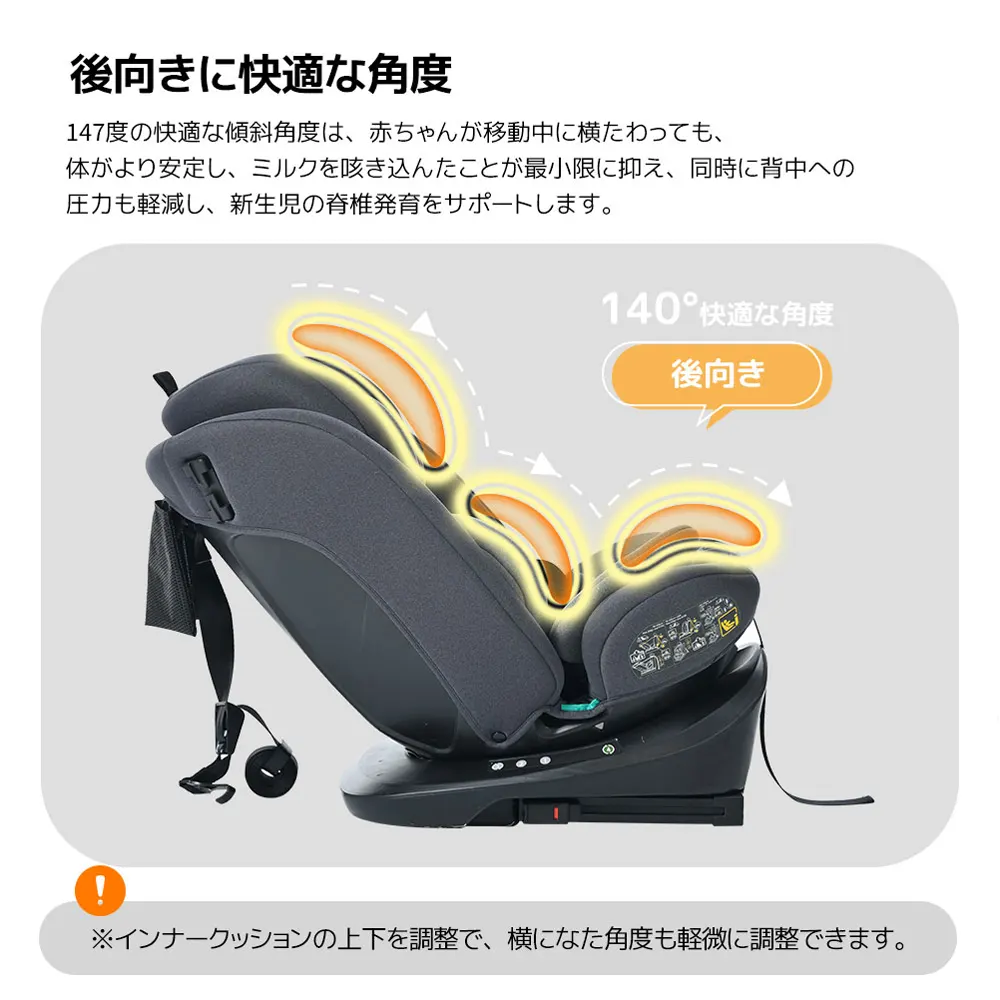 後向きに快適な角度
147度の快適な傾斜角度は、赤ちゃんが移動中に横たわっても、
体がより安定し、ミルクを咳き込んたことが最小限に抑え、同時に背中への
圧力も軽減し、新生児の脊椎発育をサポートします。
140°快適な角度
後向き
!
※インナークッションの上下を調整で、横になた角度も軽微に調整できます。